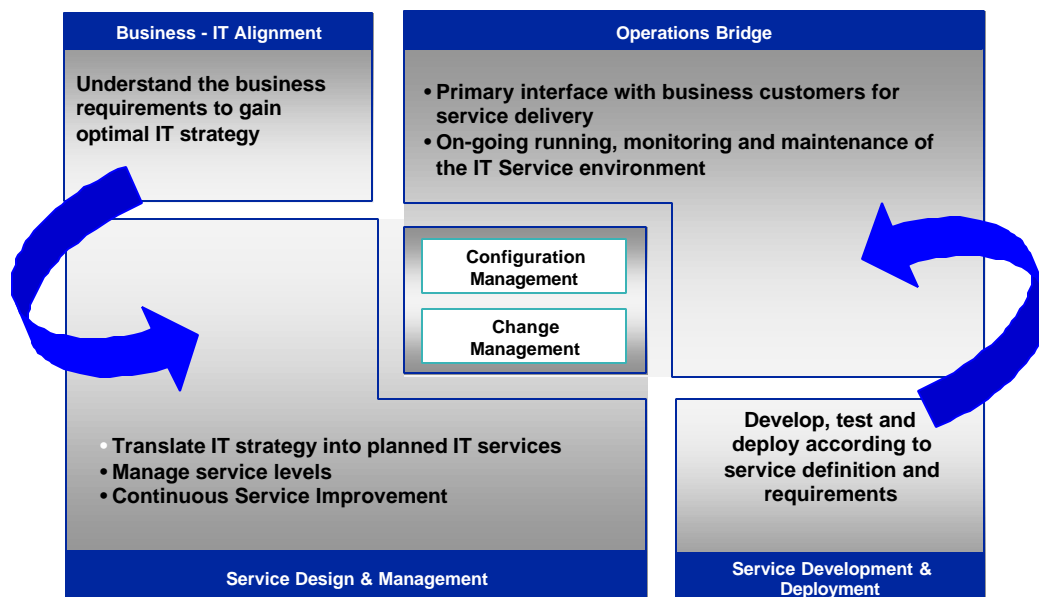 Business - IT Alignment
Understand the business
requirements to gain
optimal IT strategy
Operations Bridge
• Primary interface with business customers for
service delivery
• On-going running, monitoring and maintenance of
the IT Service environment
Configuration
Management
Change
Management
• Translate IT strategy into planned IT services
• Manage service levels
• Continuous Service Improvement
Service Design & Management
Develop, test and
deploy according to
service definition and
requirements
Service Development &
Deployment